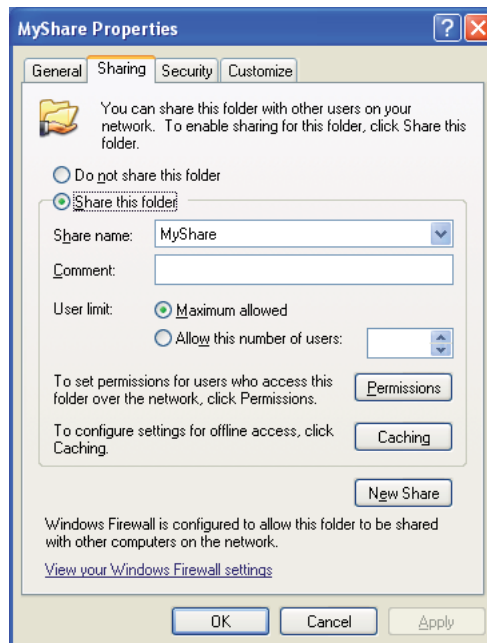 MyShare Properties
General Sharing Security Customize
You can share this folder with other users on your
network. To enable sharing for this folder, click Share this
folder.
Do not share this folder
Share this folder
Share name: MyShare
Comment:
User limit: Maximum allowed
Allow this number of users:
To set permissions for users who access this
folder over the network, click Permissions.
Permissions
To configure settings for offline access, click
Caching.
Caching
New Share
Windows Firewall is configured to allow this folder to be shared
with other computers on the network.
View your Windows Firewall settings
OK Cancel Apply